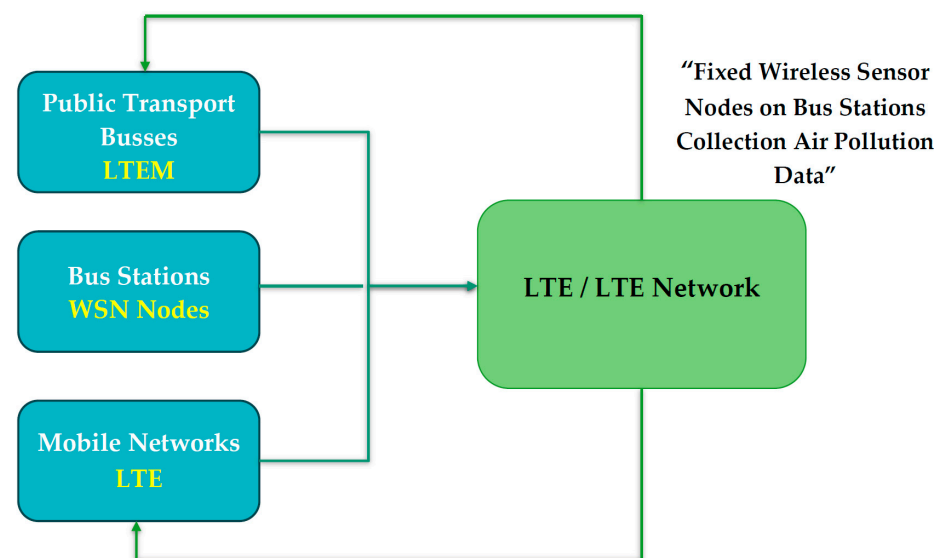 Public Transport
Busses
LTEM
Bus Stations
WSN Nodes
Mobile Networks
LTE
LTE / LTE Network
“Fixed Wireless Sensor
Nodes on Bus Stations
Collection Air Pollution
Data”